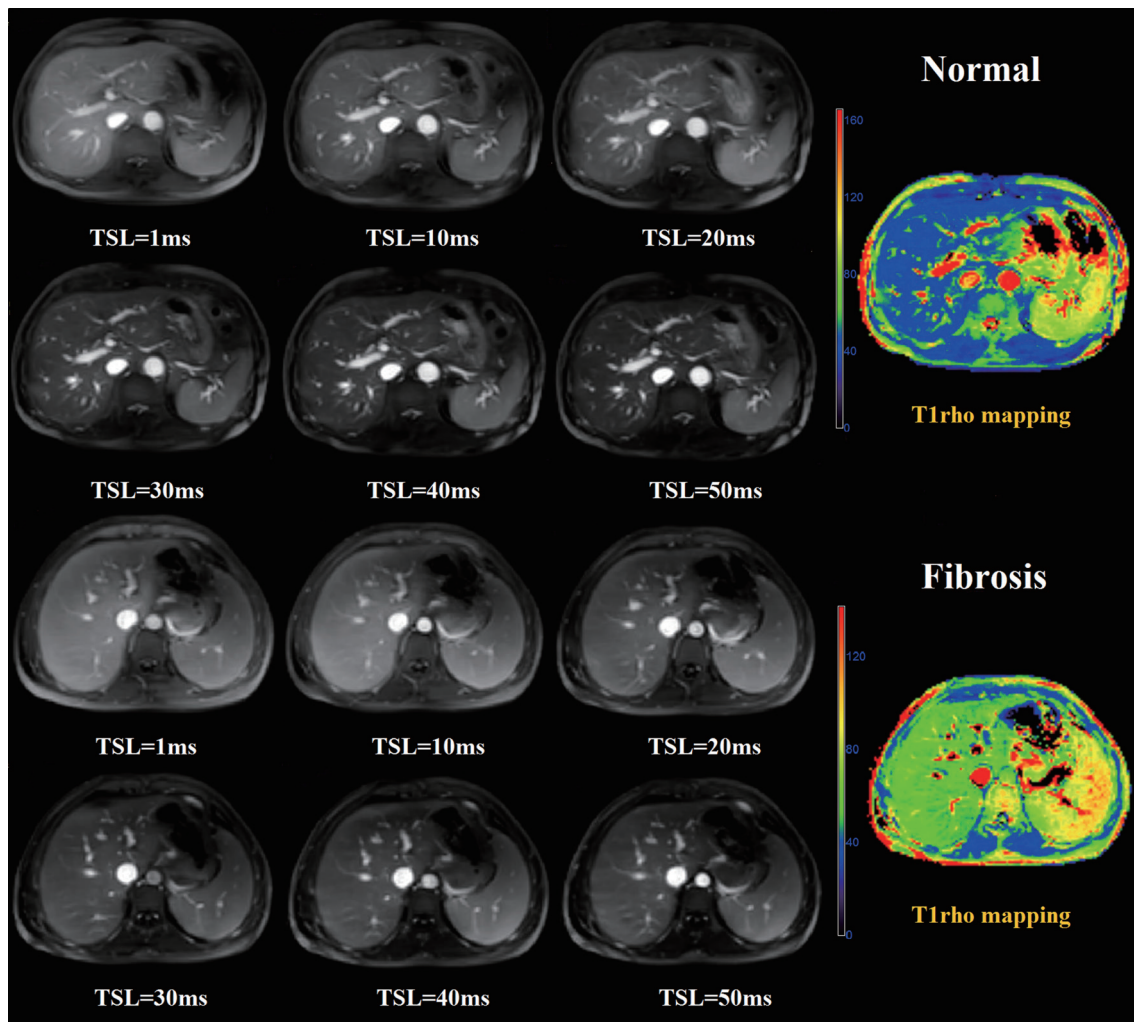 Normal
160
120
80
40
0
T1rho mapping
TSL=1ms
TSL=10ms
TSL=20ms
TSL=30ms
TSL=40ms
TSL=50ms
Fibrosis
120
80
40
0
T1rho mapping
TSL=1ms
TSL=10ms
TSL=20ms
TSL=30ms
TSL=40ms
TSL=50ms